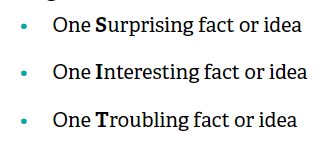 • One Surprising fact or idea
• One Interesting fact or idea
• One Troubling fact or idea